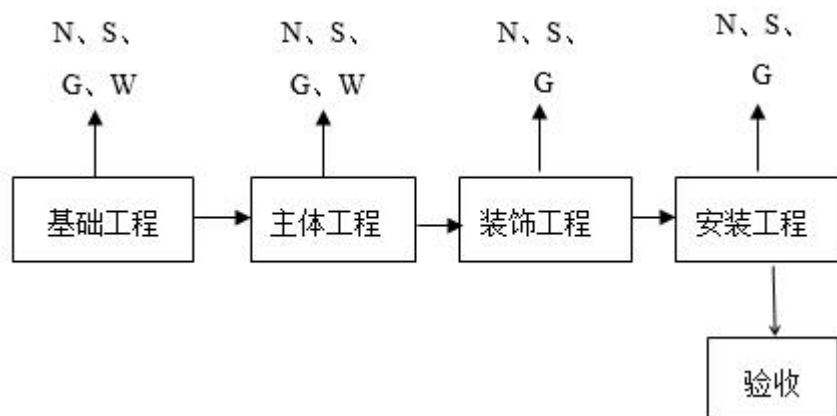 N、S、
G、W
N、S、
G、W
N、S、
G
N、S、
G
基础工程
主体工程
装饰工程
安装工程
验收